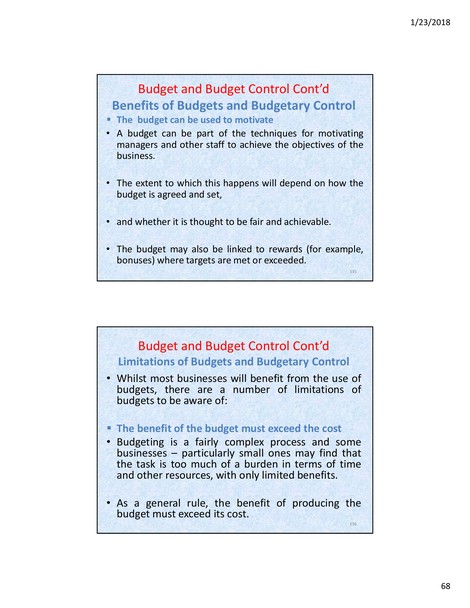 1/23/2018
Budget and Budget Control Cont’d
Benefits of Budgets and Budgetary Control
▪ The budget can be used to motivate
• A budget can be part of the techniques for motivating
managers and other staff to achieve the objectives of the
business.
• The extent to which this happens will depend on how the
budget is agreed and set,
• and whether it is thought to be fair and achievable.
• The budget may also be linked to rewards (for example,
bonuses) where targets are met or exceeded.
Budget and Budget Control Cont’d
Limitations of Budgets and Budgetary Control
• Whilst most businesses will benefit from the use of
budgets, there are a number of limitations of
budgets to be aware of:
▪ The benefit of the budget must exceed the cost
• Budgeting is a fairly complex process and some
businesses – particularly small ones may find that
the task is too much of a burden in terms of time
and other resources, with only limited benefits.
• As a general rule, the benefit of producing the
budget must exceed its cost.
68